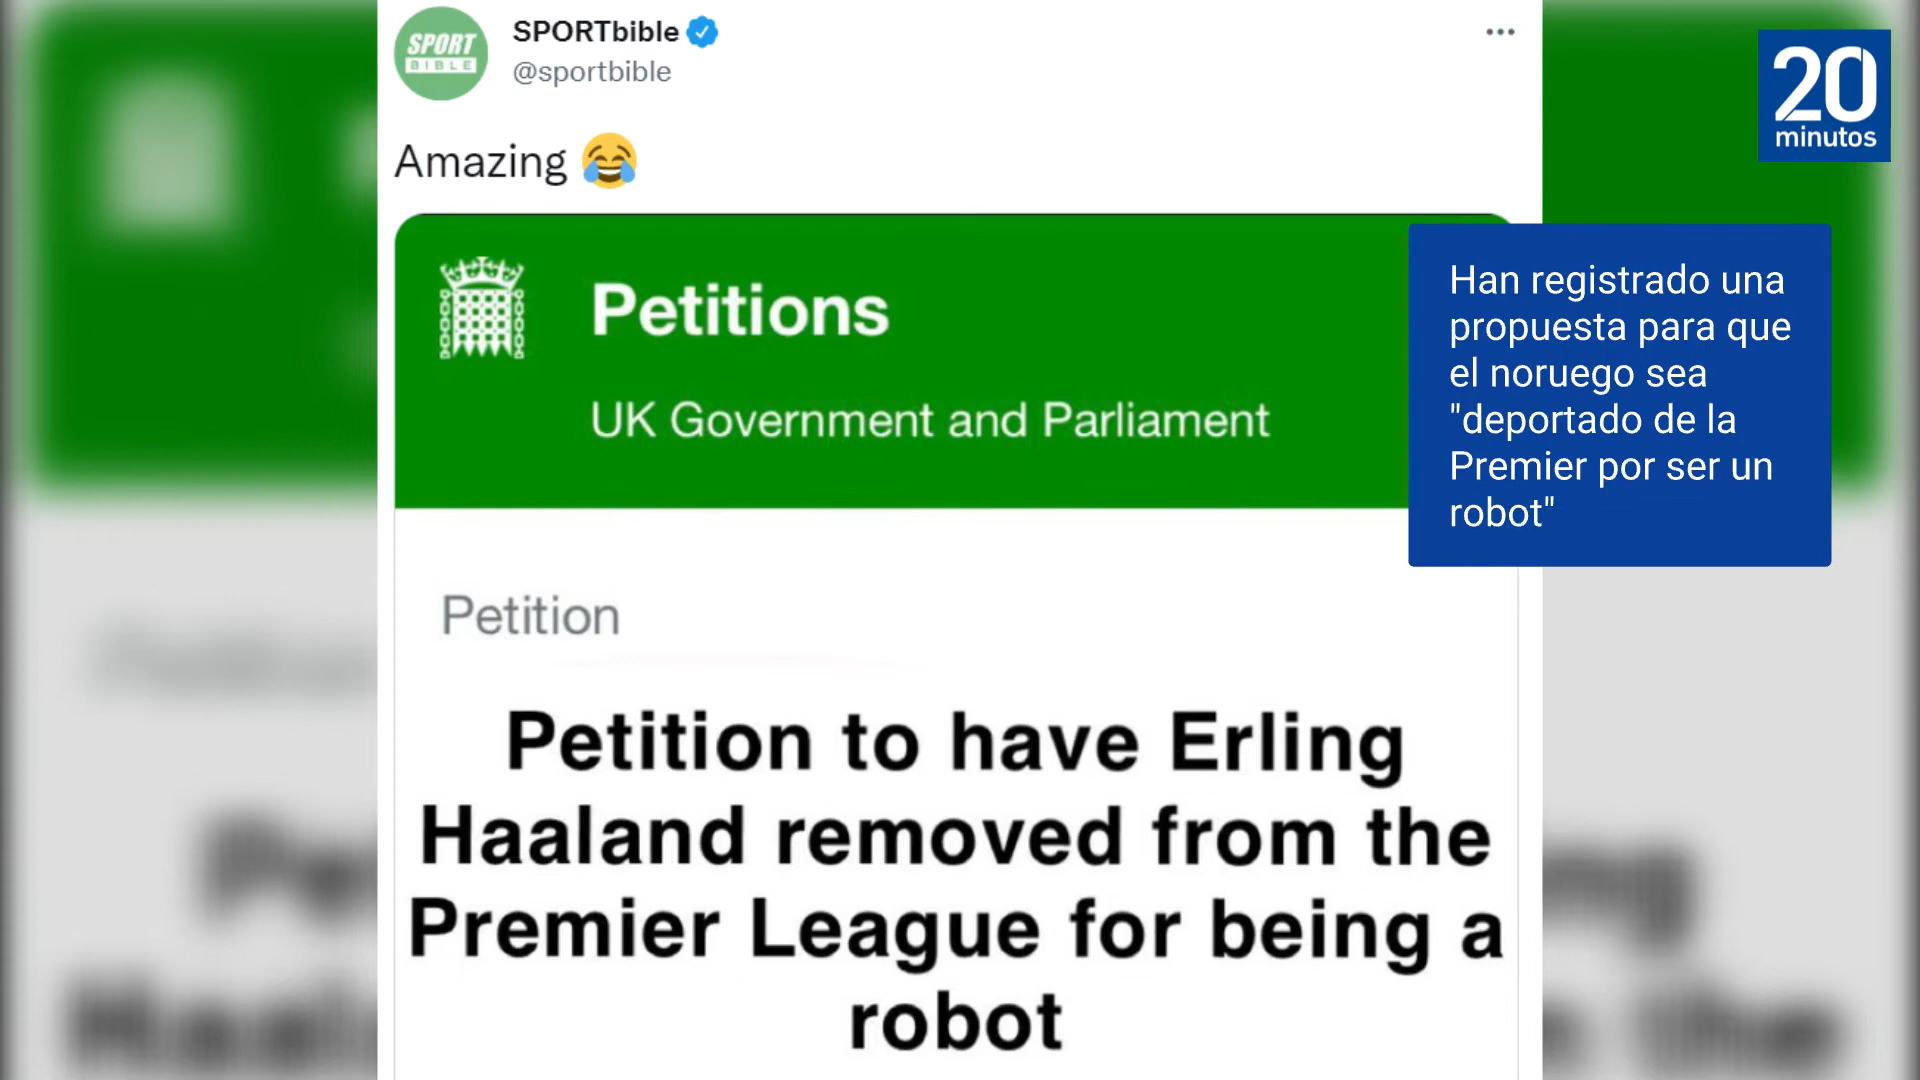 SPORT
BIBLE
SPORTbible
@sportbible
Amazing
Petitions
UK Government and Parliament
Petition
Petition to have Erling
Haaland removed from the
Premier League for being a
robot
20
minutos
Han registrado una
propuesta para que
el noruego sea
"deportado de la
Premier por ser un
robot"